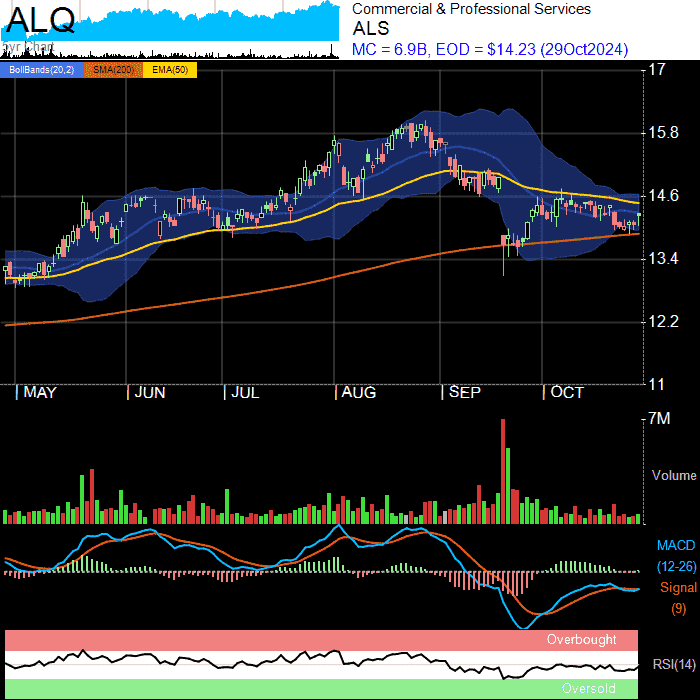 ALQ
Commercial & Professional Services
ALS
5yr Chart
MC = 6.9B, EOD = $14.23 (29Oct2024)
BollBands(20,2) SMA(200) EMA(50)
17
15.8
14.6
13.4
12.2
11
MAY JUN JUL AUG SEP OCT
7M
Volume
MACD
(12-26)
Signal
(9)
Overbought
RSI(14)
Oversold